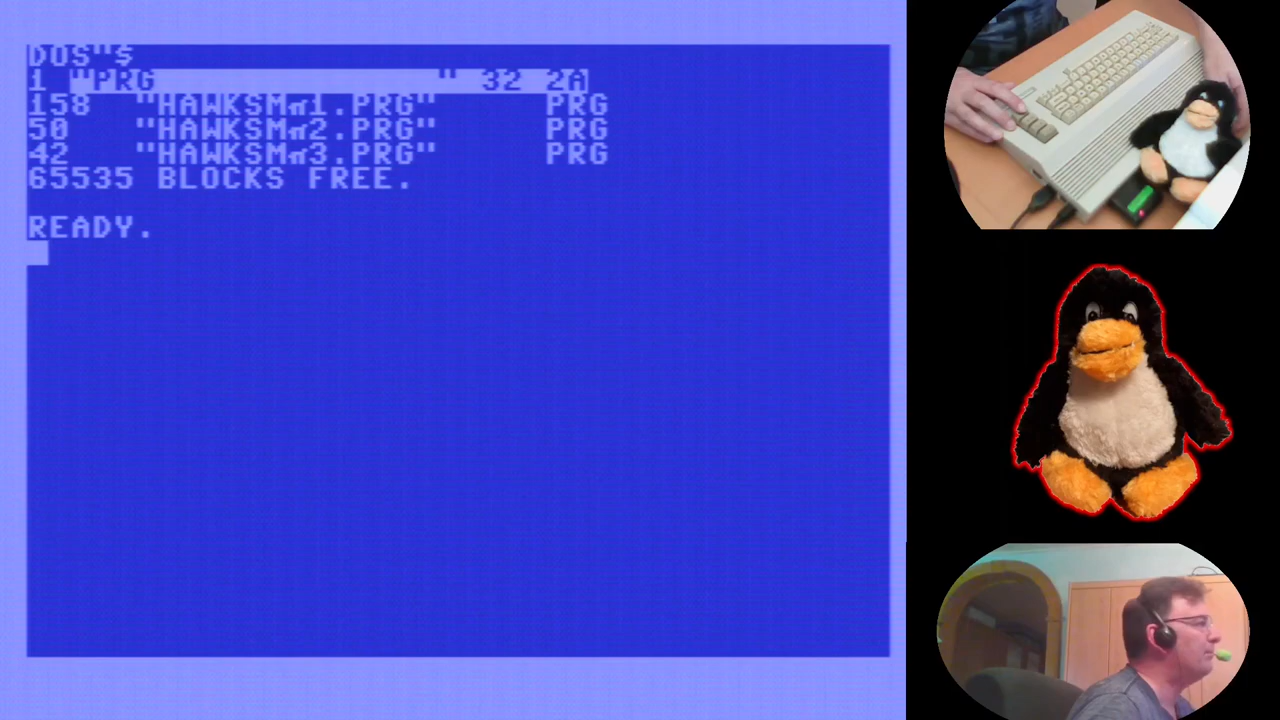 DOS"$
1 "PRG              " 32 2A
158  "HAWKSMπ1.PRG"     PRG
50   "HAWKSMπ2.PRG"     PRG
42   "HAWKSMπ3.PRG"     PRG
65535 BLOCKS FREE.
READY.